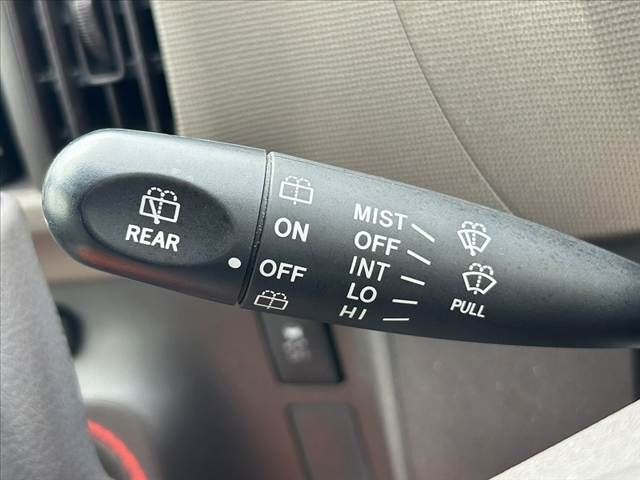 REAR
ON
OFF
MIST
OFF
INT
LO
HI
PULL